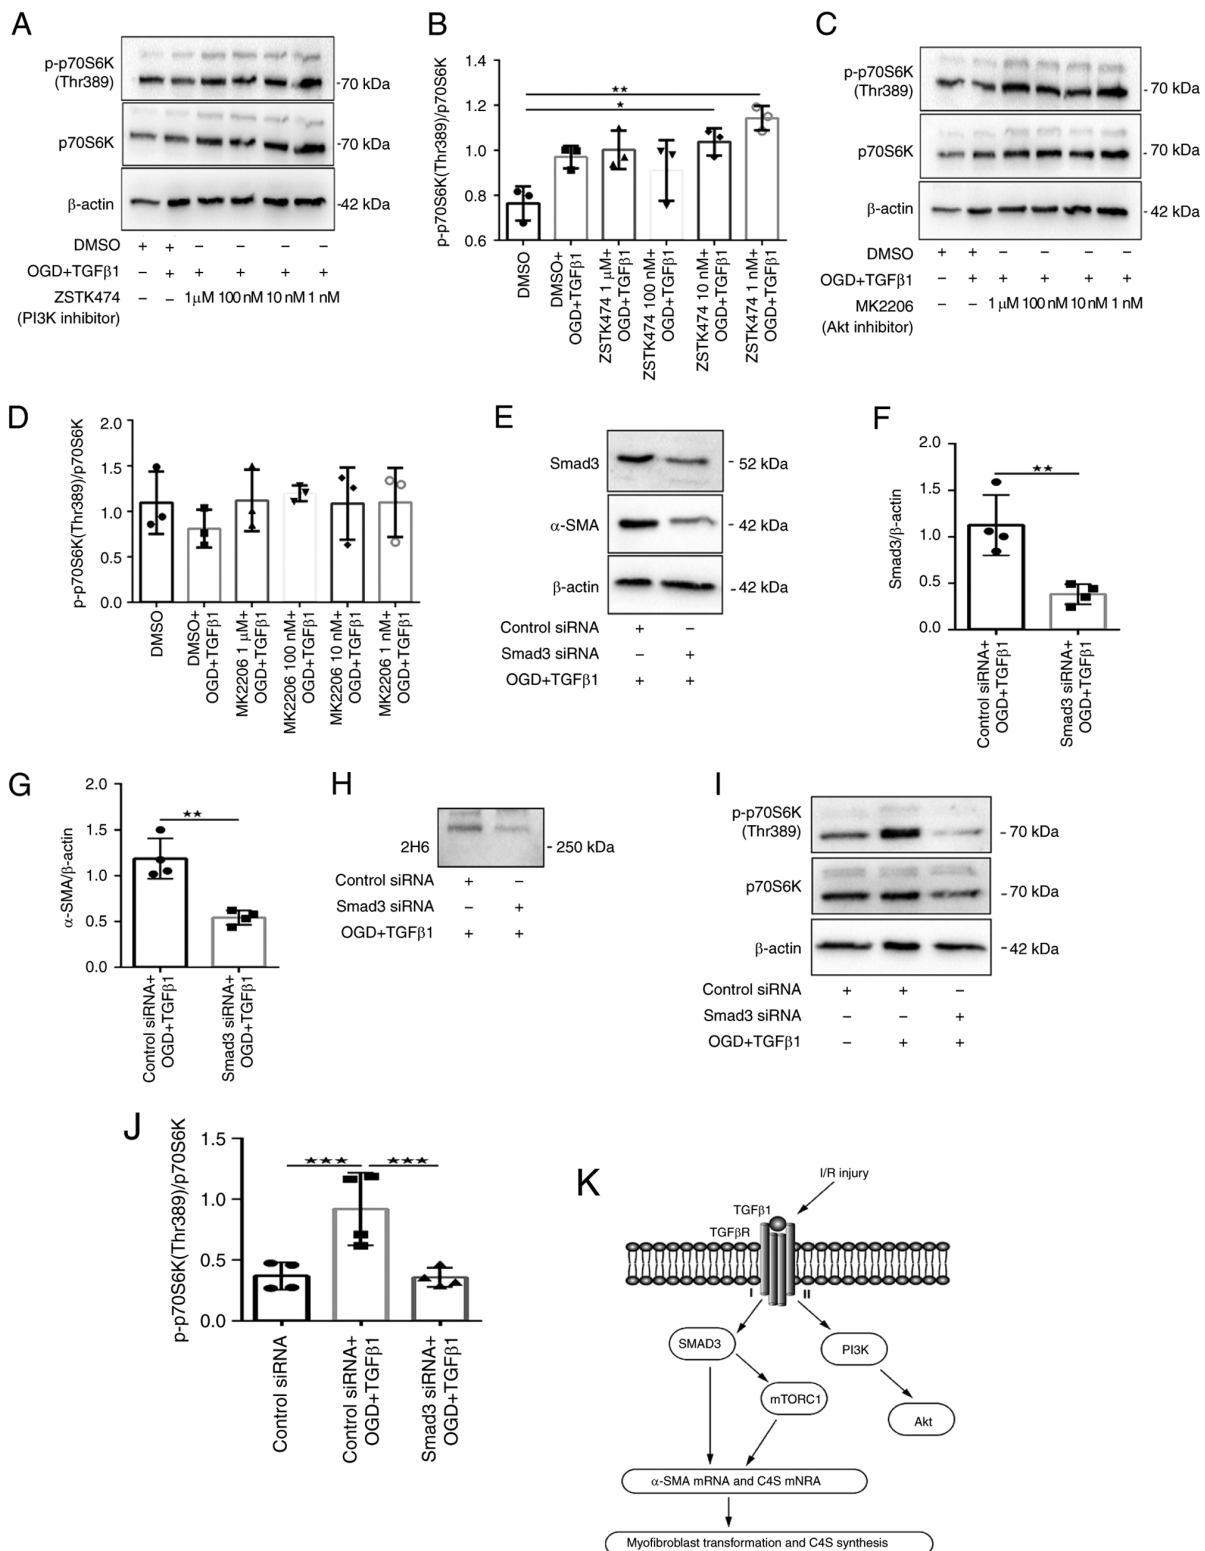 A
p-p70S6K
(Thr389)
-70 kDa
p70S6K
-70 kDa
β-actin
-42 kDa
DMSO + + – – – –
OGD+TGFβ1 – + + + + +
ZSTK474 – – 1 µM 100 nM 10 nM 1 nM
(PI3K inhibitor)
B
p-p70S6K(Thr389)/p70S6K
1.4
1.2
1.0
0.8
0.6
**
*
DMSO
DMSO+
OGD+TGFβ1
ZSTK474 1 µM+
OGD+TGFβ1
ZSTK474 100 nM+
OGD+TGFβ1
ZSTK474 10 nM+
OGD+TGFβ1
ZSTK474 1 nM+
OGD+TGFβ1
C
p-p70S6K
(Thr389)
- 70 kDa
p70S6K
- 70 kDa
β-actin
- 42 kDa
DMSO + + – – – –
OGD+TGFβ1 – + + + + +
MK2206 – – 1 µM 100 nM 10 nM 1 nM
(Akt inhibitor)
D
p-p70S6K(Thr389)/p70S6K
2.0
1.5
1.0
0.5
0.0
DMSO
DMSO+
OGD+TGFβ1
MK2206 1 µM+
OGD+TGFβ1
MK2206 100 nM+
OGD+TGFβ1
MK2206 10 nM+
OGD+TGFβ1
MK2206 1 nM+
OGD+TGFβ1
E
Smad3
- 52 kDa
α-SMA
- 42 kDa
β-actin
- 42 kDa
Control siRNA + –
Smad3 siRNA – +
OGD+TGFβ1 + +
F
Smad3/β-actin
2.0
1.5
1.0
0.5
0.0
**
Control siRNA+
OGD+TGFβ1
Smad3 siRNA+
OGD+TGFβ1
G
α-SMA/β-actin
2.0
1.5
1.0
0.5
0.0
**
Control siRNA+
OGD+TGFβ1
Smad3 siRNA+
OGD+TGFβ1
H
2H6
- 250 kDa
Control siRNA + –
Smad3 siRNA – +
OGD+TGFβ1 + +
I
p-p70S6K
(Thr389)
- 70 kDa
p70S6K
- 70 kDa
β-actin
- 42 kDa
Control siRNA + + –
Smad3 siRNA – – +
OGD+TGFβ1 – + +
J
p-p70S6K(Thr389)/p70S6K
1.5
1.0
0.5
0.0
*** ***
Control siRNA
Control siRNA+
OGD+TGFβ1
Smad3 siRNA+
OGD+TGFβ1
K
I/R injury
TGFβ1
TGFβR
I II
SMAD3
PI3K
mTORC1
Akt
α-SMA mRNA and C4S mNRA
Myofibroblast transformation and C4S synthesis